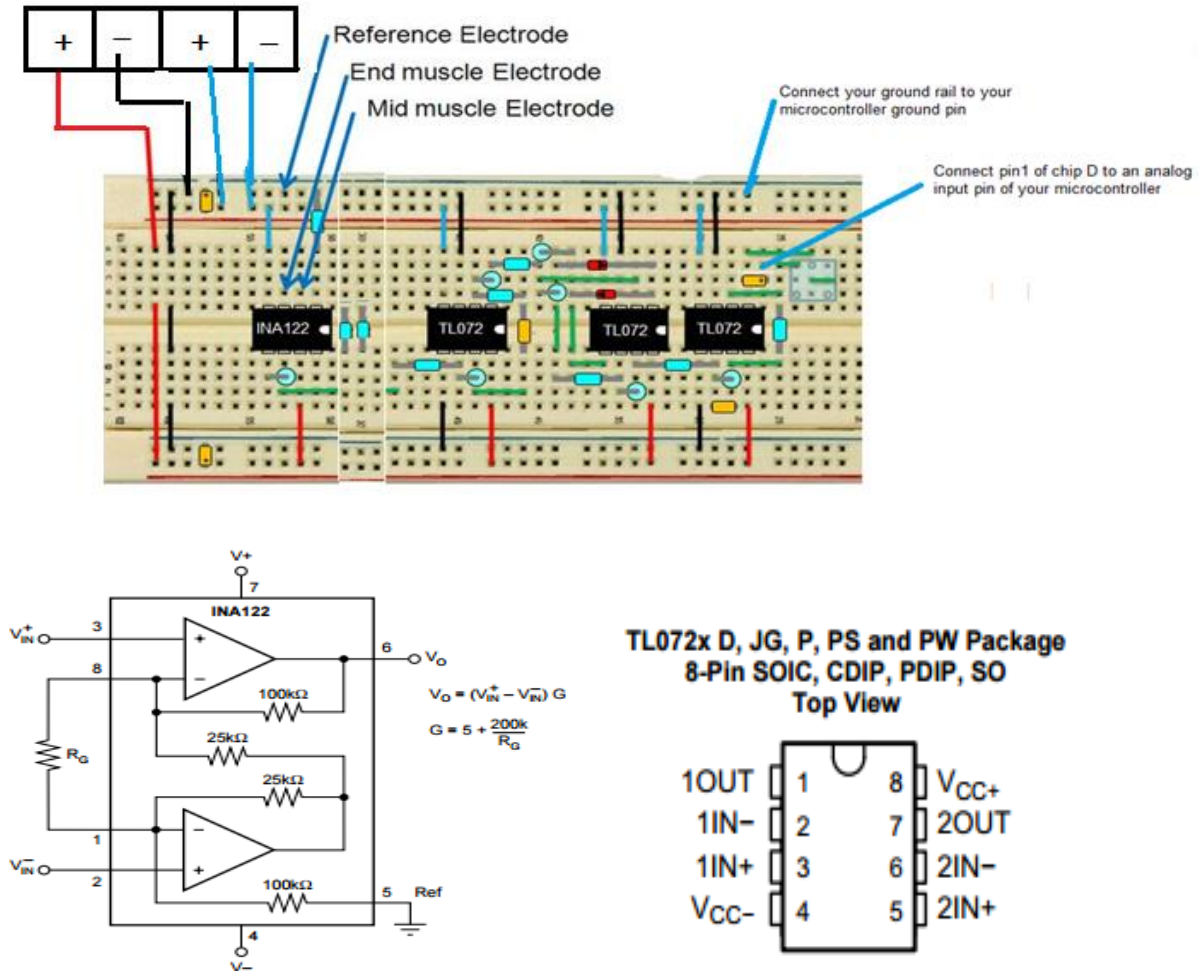 + − + −
Reference Electrode
End muscle Electrode
Mid muscle Electrode
Connect your ground rail to your
microcontroller ground pin
Connect pin1 of chip D to an analog
input pin of your microcontroller
INA122
TL072
TL072
TL072
V+
7
INA122
V+IN
3
+
8
−
6
VO
100kΩ
VO = (V+IN − V−IN) G
G = 5 + 200k
RG
25kΩ
RG
25kΩ
1
−
V−IN
2
+
100kΩ
5
Ref
4
V−
TL072x D, JG, P, PS and PW Package
8-Pin SOIC, CDIP, PDIP, SO
Top View
1OUT 1 8 VCC+
1IN− 2 7 2OUT
1IN+ 3 6 2IN−
VCC− 4 5 2IN+